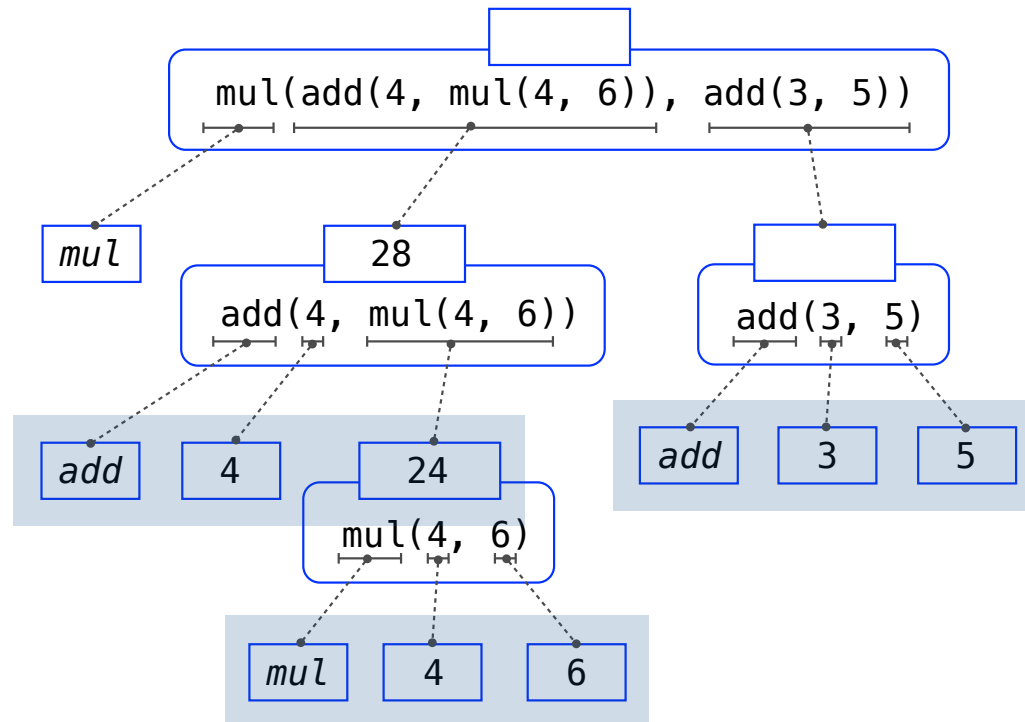 mul(add(4, mul(4, 6)), add(3, 5))
mul
28
add(4, mul(4, 6))
add(3, 5)
add
4
24
add
3
5
mul(4, 6)
mul
4
6